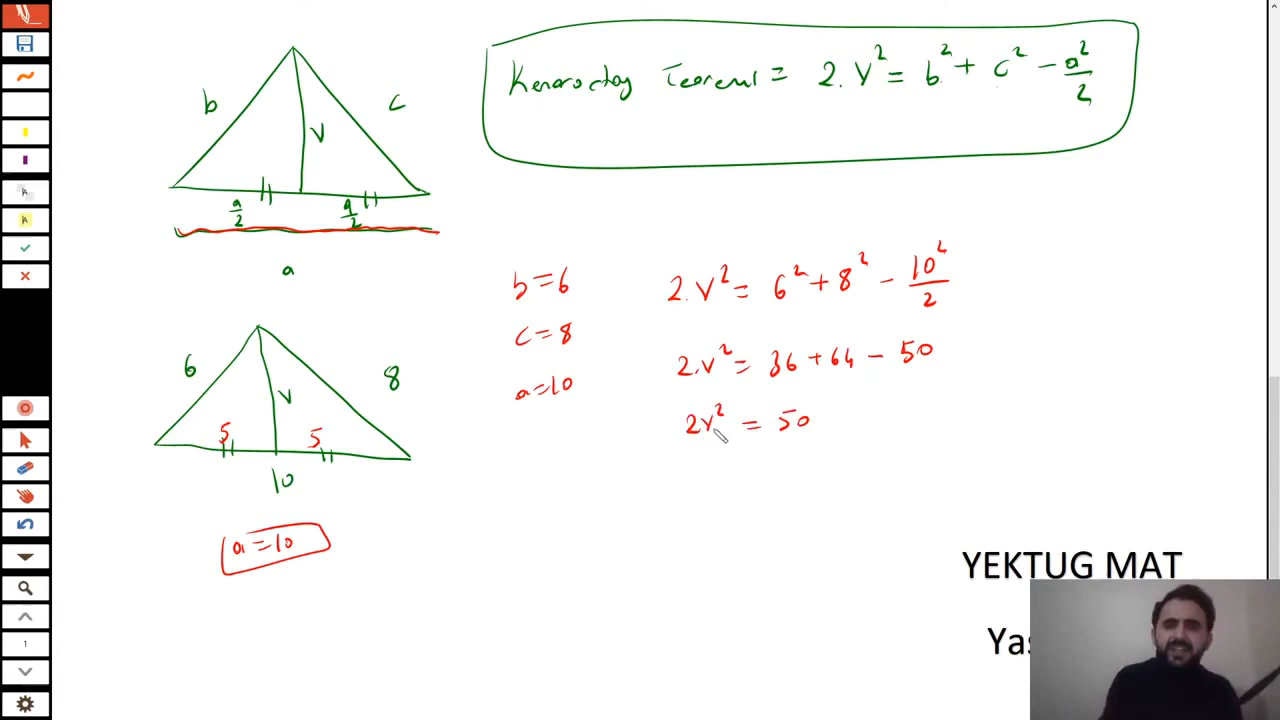 Kenarortay Teoremi = 2. V² = b² + c² - a²/2
b
c
V
a/2
a/2
a
b=6
c=8
a=10
2.V² = 6² + 8² - 10²/2
2.V² = 36 + 64 - 50
2V² = 50
6
8
V
5
5
10
a=10
YEKTUG MAT